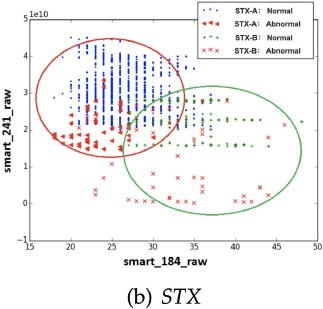 1e10
5
4
3
2
1
0
−1
smart_241_raw
15 20 25 30 35 40 45 50
smart_184_raw
STX-A: Normal
STX-A: Abnormal
STX-B: Normal
STX-B: Abnormal
(b) STX